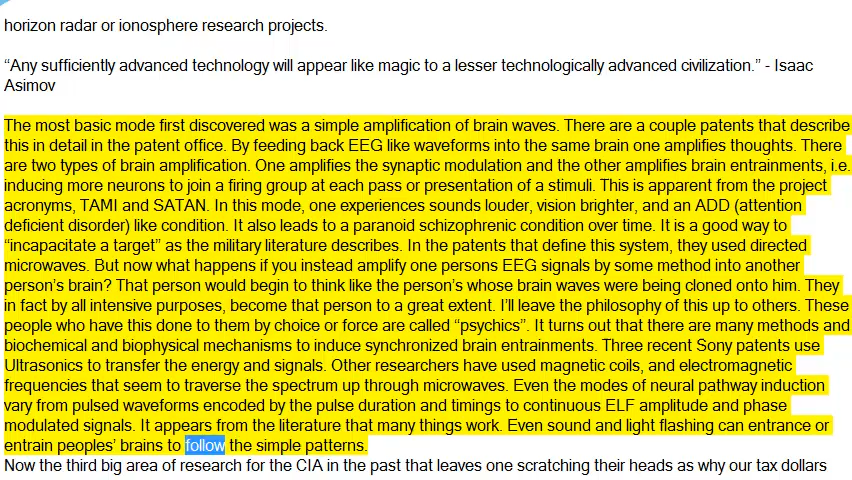 horizon radar or ionosphere research projects.
“Any sufficiently advanced technology will appear like magic to a lesser technologically advanced civilization.” - Isaac
Asimov
The most basic mode first discovered was a simple amplification of brain waves. There are a couple patents that describe
this in detail in the patent office. By feeding back EEG like waveforms into the same brain one amplifies thoughts. There
are two types of brain amplification. One amplifies the synaptic modulation and the other amplifies brain entrainments, i.e.
inducing more neurons to join a firing group at each pass or presentation of a stimuli. This is apparent from the project
acronyms, TAMI and SATAN. In this mode, one experiences sounds louder, vision brighter, and an ADD (attention
deficient disorder) like condition. It also leads to a paranoid schizophrenic condition over time. It is a good way to
“incapacitate a target” as the military literature describes. In the patents that define this system, they used directed
microwaves. But now what happens if you instead amplify one persons EEG signals by some method into another
person’s brain? That person would begin to think like the person’s whose brain waves were being cloned onto him. They
in fact by all intensive purposes, become that person to a great extent. I’ll leave the philosophy of this up to others. These
people who have this done to them by choice or force are called “psychics”. It turns out that there are many methods and
biochemical and biophysical mechanisms to induce synchronized brain entrainments. Three recent Sony patents use
Ultrasonics to transfer the energy and signals. Other researchers have used magnetic coils, and electromagnetic
frequencies that seem to traverse the spectrum up through microwaves. Even the modes of neural pathway induction
vary from pulsed waveforms encoded by the pulse duration and timings to continuous ELF amplitude and phase
modulated signals. It appears from the literature that many things work. Even sound and light flashing can entrance or
entrain peoples’ brains to follow the simple patterns.
Now the third big area of research for the CIA in the past that leaves one scratching their heads as why our tax dollars